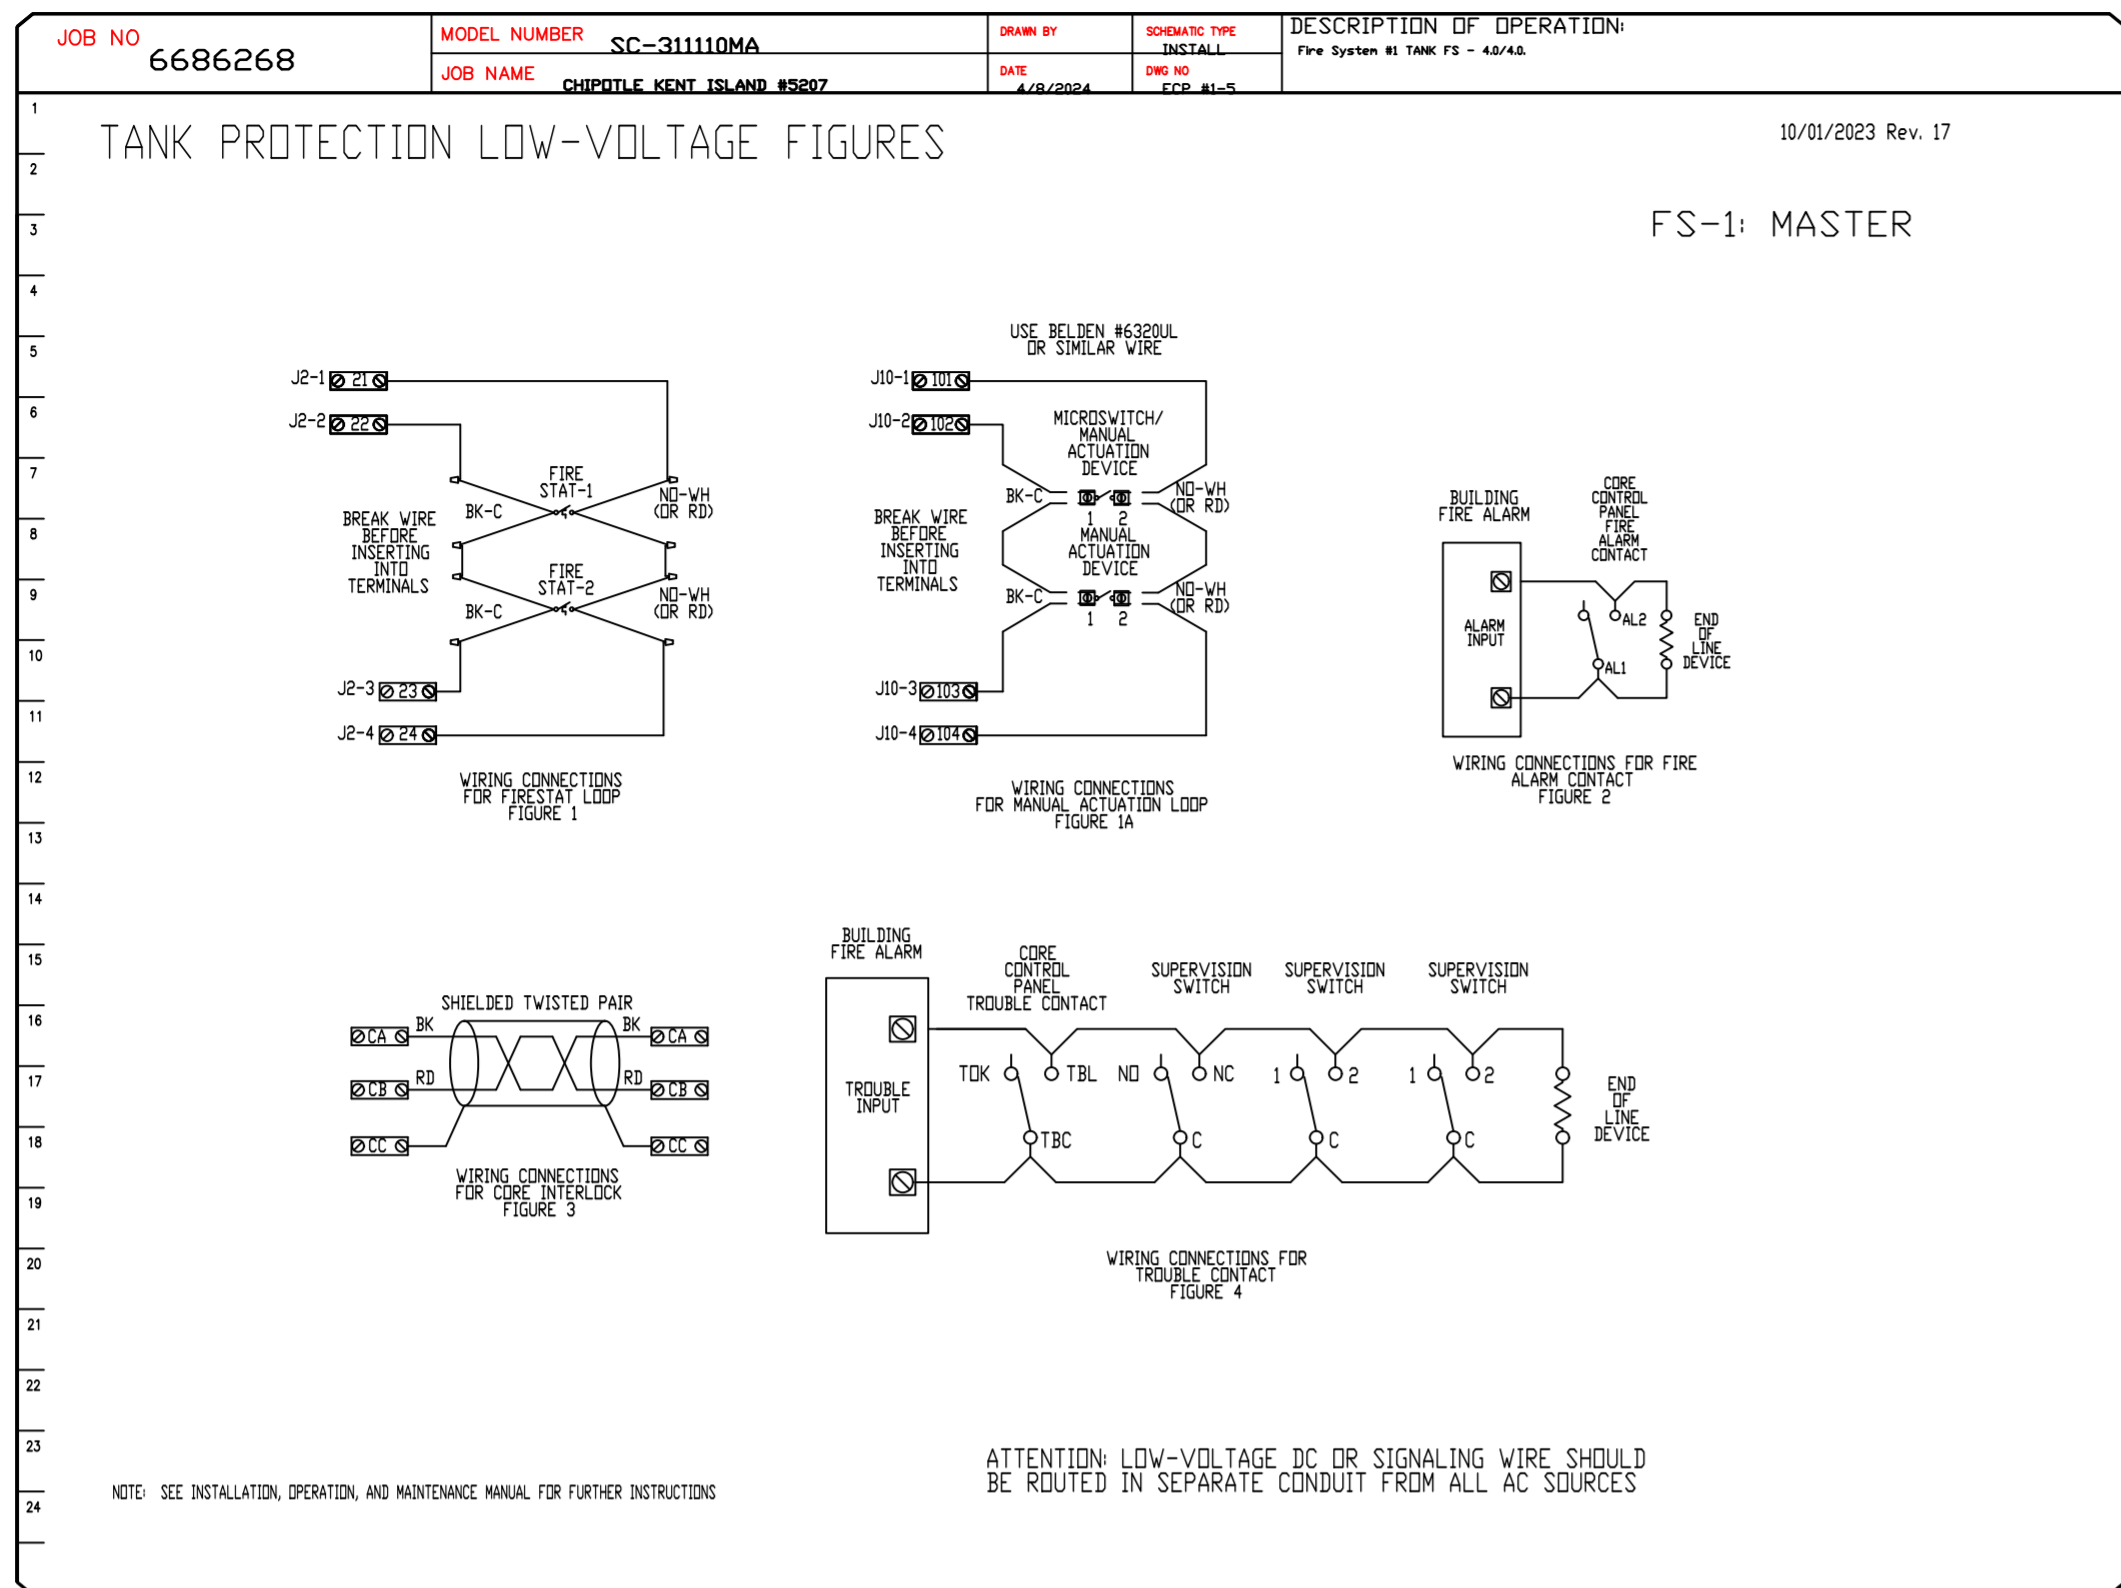 JOB NO
6686268
MODEL NUMBER
SC-311110MA
JOB NAME
CHIPOTLE KENT ISLAND #5207
DRAWN BY
DATE
4/8/2024
SCHEMATIC TYPE
INSTALL
DWG NO
ECP #1-5
DESCRIPTION OF OPERATION:
Fire System #1 TANK FS - 4.0/4.0.
1
2
3
4
5
6
7
8
9
10
11
12
13
14
15
16
17
18
19
20
21
22
23
24
TANK PROTECTION LOW-VOLTAGE FIGURES
10/01/2023 Rev. 17
FS-1: MASTER
J2-1
21
J2-2
22
FIRE
STAT-1
BK-C
NO-WH
(OR RD)
BREAK WIRE
BEFORE
INSERTING
INTO
TERMINALS
FIRE
STAT-2
BK-C
NO-WH
(OR RD)
J2-3
23
J2-4
24
WIRING CONNECTIONS
FOR FIRESTAT LOOP
FIGURE 1
USE BELDEN #6320UL
OR SIMILAR WIRE
J10-1
101
J10-2
102
MICROSWITCH/
MANUAL
ACTUATION
DEVICE
BK-C
NO-WH
(OR RD)
1 2
BREAK WIRE
BEFORE
INSERTING
INTO
TERMINALS
MANUAL
ACTUATION
DEVICE
BK-C
NO-WH
(OR RD)
1 2
J10-3
103
J10-4
104
WIRING CONNECTIONS
FOR MANUAL ACTUATION LOOP
FIGURE 1A
BUILDING
FIRE ALARM
CORE
CONTROL
PANEL
FIRE
ALARM
CONTACT
ALARM
INPUT
AL2
AL1
END
OF
LINE
DEVICE
WIRING CONNECTIONS FOR FIRE
ALARM CONTACT
FIGURE 2
SHIELDED TWISTED PAIR
CA
BK
BK
CA
CB
RD
RD
CB
CC
CC
WIRING CONNECTIONS
FOR CORE INTERLOCK
FIGURE 3
BUILDING
FIRE ALARM
CORE
CONTROL
PANEL
TROUBLE CONTACT
SUPERVISION
SWITCH
SUPERVISION
SWITCH
SUPERVISION
SWITCH
TROUBLE
INPUT
TOK
TBL
NO
NC
1
2
1
2
TBC
C
C
C
END
OF
LINE
DEVICE
WIRING CONNECTIONS FOR
TROUBLE CONTACT
FIGURE 4
ATTENTION: LOW-VOLTAGE DC OR SIGNALING WIRE SHOULD
BE ROUTED IN SEPARATE CONDUIT FROM ALL AC SOURCES
NOTE: SEE INSTALLATION, OPERATION, AND MAINTENANCE MANUAL FOR FURTHER INSTRUCTIONS